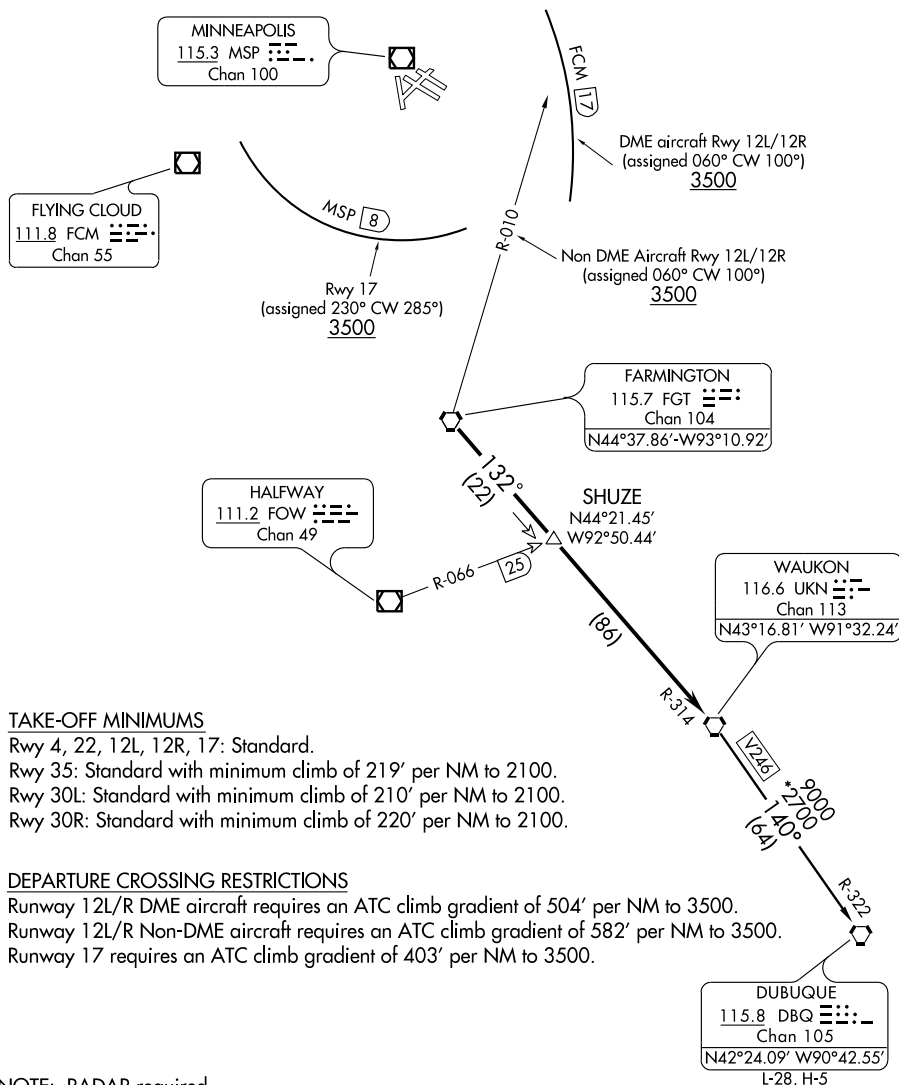 MINNEAPOLIS
115.3 MSP
Chan 100
FCM 17
DME aircraft Rwy 12L/12R
(assigned 060° CW 100°)
3500
FLYING CLOUD
111.8 FCM
Chan 55
MSP 8
R-010
Non DME Aircraft Rwy 12L/12R
(assigned 060° CW 100°)
3500
Rwy 17
(assigned 230° CW 285°)
3500
FARMINGTON
115.7 FGT
Chan 104
N44°37.86'-W93°10.92'
132°
(22)
HALFWAY
111.2 FOW
Chan 49
SHUZE
N44°21.45'
W92°50.44'
R-066
25
WAUKON
116.6 UKN
Chan 113
N43°16.81' W91°32.24'
(86)
R-314
V246
9000
*2700
140°
(64)
R-322
TAKE-OFF MINIMUMS
Rwy 4, 22, 12L, 12R, 17: Standard.
Rwy 35: Standard with minimum climb of 219' per NM to 2100.
Rwy 30L: Standard with minimum climb of 210' per NM to 2100.
Rwy 30R: Standard with minimum climb of 220' per NM to 2100.
DEPARTURE CROSSING RESTRICTIONS
Runway 12L/R DME aircraft requires an ATC climb gradient of 504' per NM to 3500.
Runway 12L/R Non-DME aircraft requires an ATC climb gradient of 582' per NM to 3500.
Runway 17 requires an ATC climb gradient of 403' per NM to 3500.
DUBUQUE
115.8 DBQ
Chan 105
N42°24.09' W90°42.55'
L-28, H-5
NOTE: RADAR required